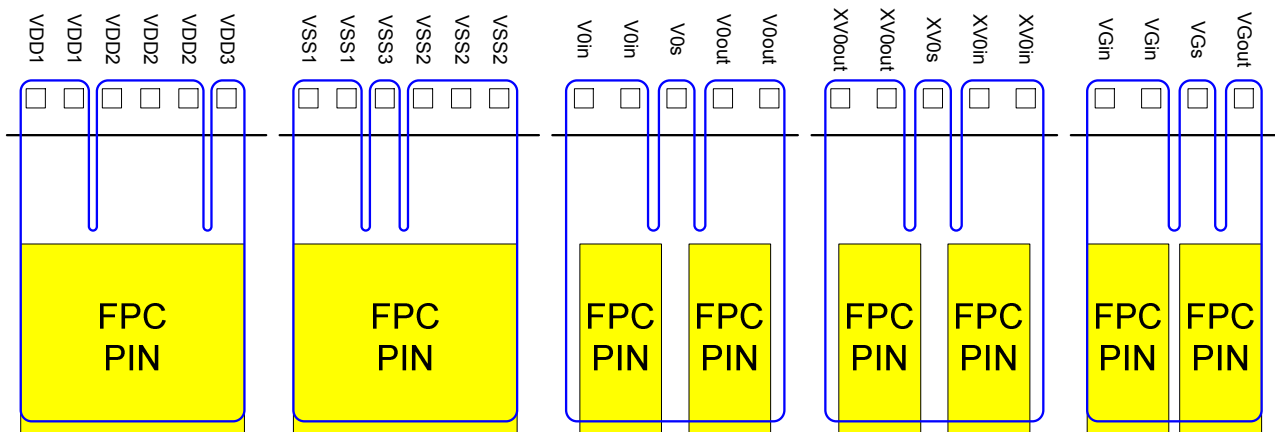 VDD1
VDD1
VDD2
VDD2
VDD2
VDD3
VSS1
VSS1
VSS3
VSS2
VSS2
VSS2
V0in
V0in
V0s
V0out
V0out
XV0out
XV0out
XV0s
XV0in
XV0in
VGin
VGin
VGs
VGout
FPC
PIN
FPC
PIN
FPC
PIN
FPC
PIN
FPC
PIN
FPC
PIN
FPC
PIN
FPC
PIN